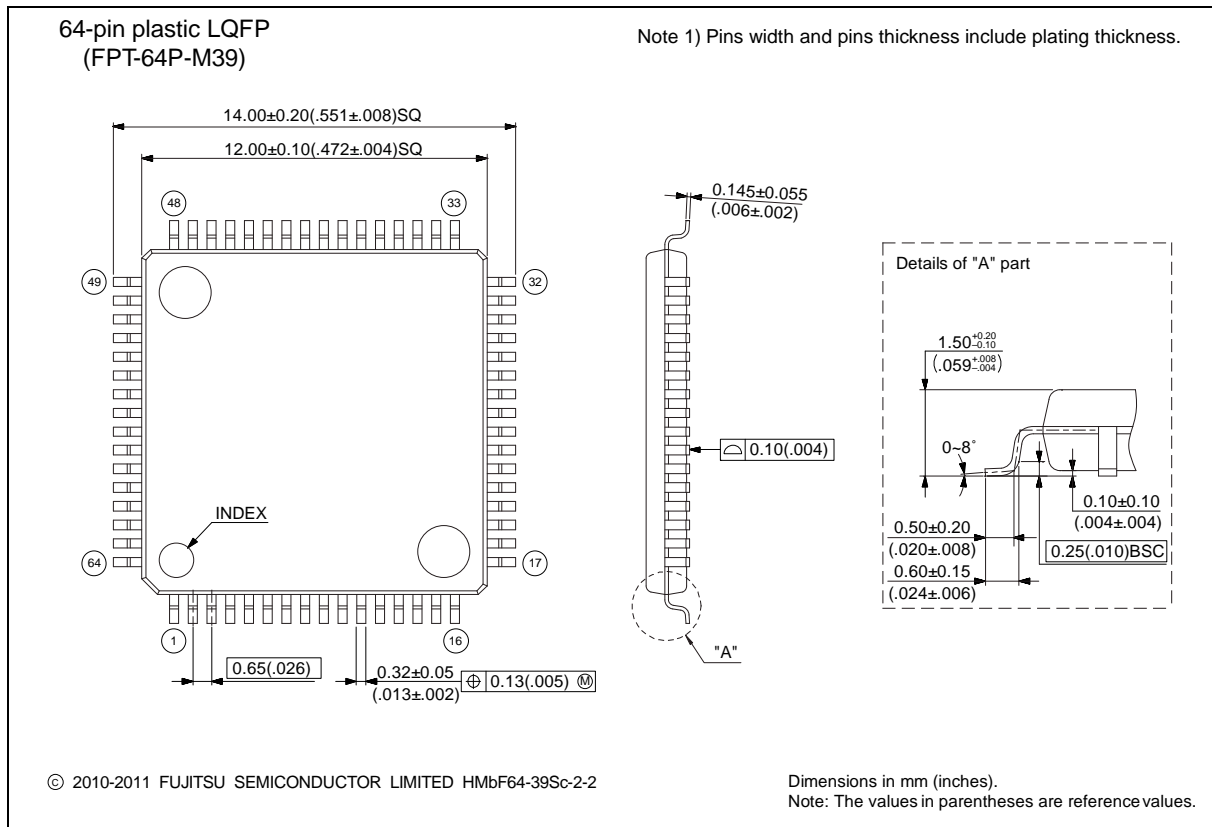 64-pin plastic LQFP
(FPT-64P-M39)
Note 1) Pins width and pins thickness include plating thickness.
14.00±0.20(.551±.008)SQ
12.00±0.10(.472±.004)SQ
48
33
49
32
INDEX
64
17
1
16
0.65(.026)
0.32±0.05
(.013±.002)
⌖ 0.13(.005) Ⓜ
0.145±0.055
(.006±.002)
⌓ 0.10(.004)
"A"
Details of "A" part
1.50+0.20−0.10
(.059+.008−.004)
0~8°
0.50±0.20
(.020±.008)
0.60±0.15
(.024±.006)
0.10±0.10
(.004±.004)
0.25(.010)BSC
© 2010-2011 FUJITSU SEMICONDUCTOR LIMITED HMbF64-39Sc-2-2
Dimensions in mm (inches).
Note: The values in parentheses are reference values.